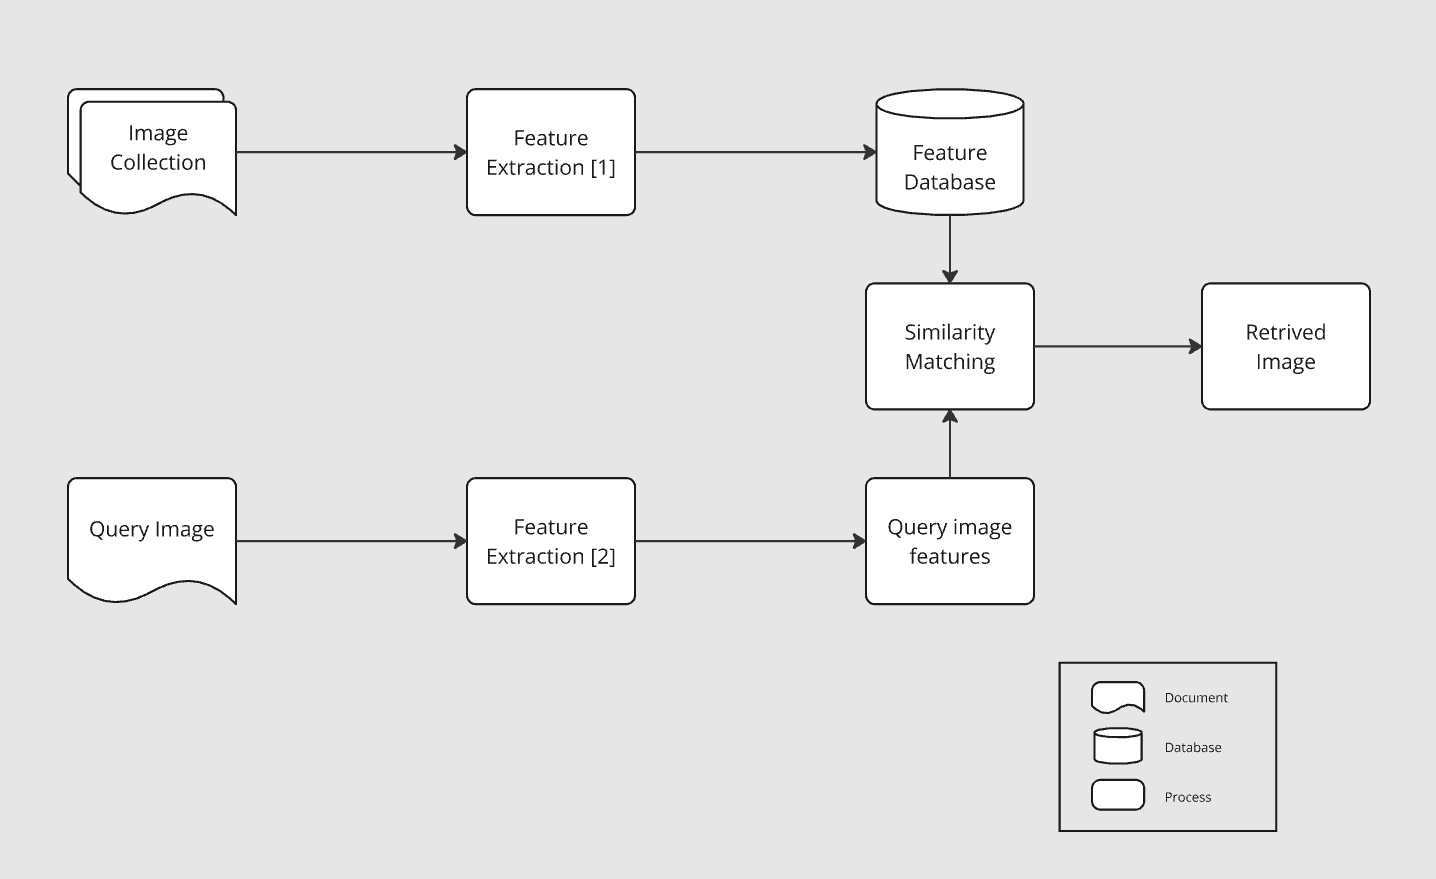 Image
Collection
Feature
Extraction [1]
Feature
Database
Similarity
Matching
Retrived
Image
Query Image
Feature
Extraction [2]
Query image
features
Document
Database
Process